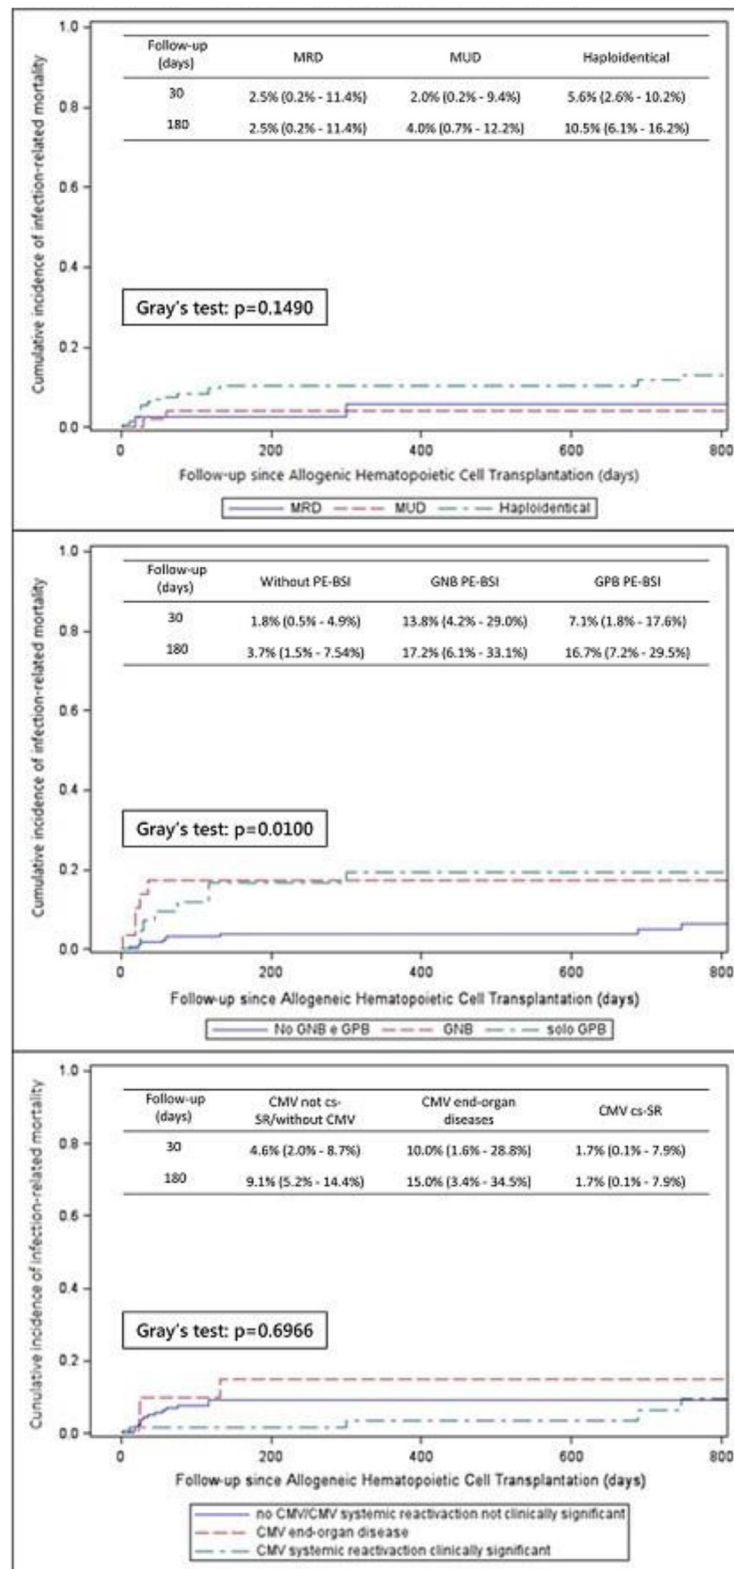 Cumulative incidence of infection-related mortality
1.0
0.8
0.6
0.4
0.2
0.0
Follow-up (days) MRD MUD Haploidentical
30 2.5% (0.2% - 11.4%) 2.0% (0.2% - 9.4%) 5.6% (2.6% - 10.2%)
180 2.5% (0.2% - 11.4%) 4.0% (0.7% - 12.2%) 10.5% (6.1% - 16.2%)
Gray's test: p=0.1490
0 200 400 600 800
Follow-up since Allogenic Hematopoietic Cell Transplantation (days)
MRD MUD Haploidentical
Cumulative incidence of infection-related mortality
1.0
0.8
0.6
0.4
0.2
0.0
Follow-up (days) Without PE-BSI GNB PE-BSI GPB PE-BSI
30 1.8% (0.5% - 4.9%) 13.8% (4.2% - 29.0%) 7.1% (1.8% - 17.6%)
180 3.7% (1.5% - 7.54%) 17.2% (6.1% - 33.1%) 16.7% (7.2% - 29.5%)
Gray's test: p=0.0100
0 200 400 600 800
Follow-up since Allogeneic Hematopoietic Cell Transplantation (days)
No GNB e GPB GNB solo GPB
Cunulative incidence of infection-related mortality
1.0
0.8
0.6
0.4
0.2
0.0
Follow-up (days) CMV not cs-SR/without CMV CMV end-organ diseases CMV cs-SR
30 4.6% (2.0% - 8.7%) 10.0% (1.6% - 28.8%) 1.7% (0.1% - 7.9%)
180 9.1% (5.2% - 14.4%) 15.0% (3.4% - 34.5%) 1.7% (0.1% - 7.9%)
Gray's test: p=0.6966
0 200 400 600 800
Follow-up since Allogeneic Hematopoietic Cell Transplantation (days)
no CMV/CMV systemic reactivaction not clinically significant
CMV end-organ disease
CMV systemic reactivaction clinically significant